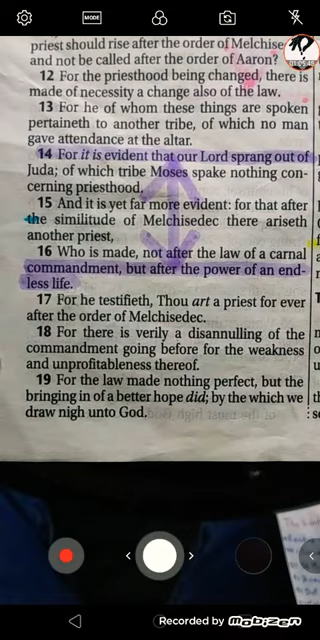 MODE
priest should rise after the order of Melchise
and not be called after the order of Aaron?
12 For the priesthood being changed, there is
made of necessity a change also of the law.
13 For he of whom these things are spoken
pertaineth to another tribe, of which no man
gave attendance at the altar.
14 For it is evident that our Lord sprang out of
Juda; of which tribe Moses spake nothing con-
cerning priesthood.
15 And it is yet far more evident: for that after
the similitude of Melchisedec there ariseth
another priest,
16 Who is made, not after the law of a carnal
commandment, but after the power of an end-
less life.
17 For he testifieth, Thou art a priest for ever
after the order of Melchisedec.
18 For there is verily a disannulling of the
commandment going before for the weakness
and unprofitableness thereof.
19 For the law made nothing perfect, but the
bringing in of a better hope did; by the which we
draw nigh unto God.
Recorded by Mobizen